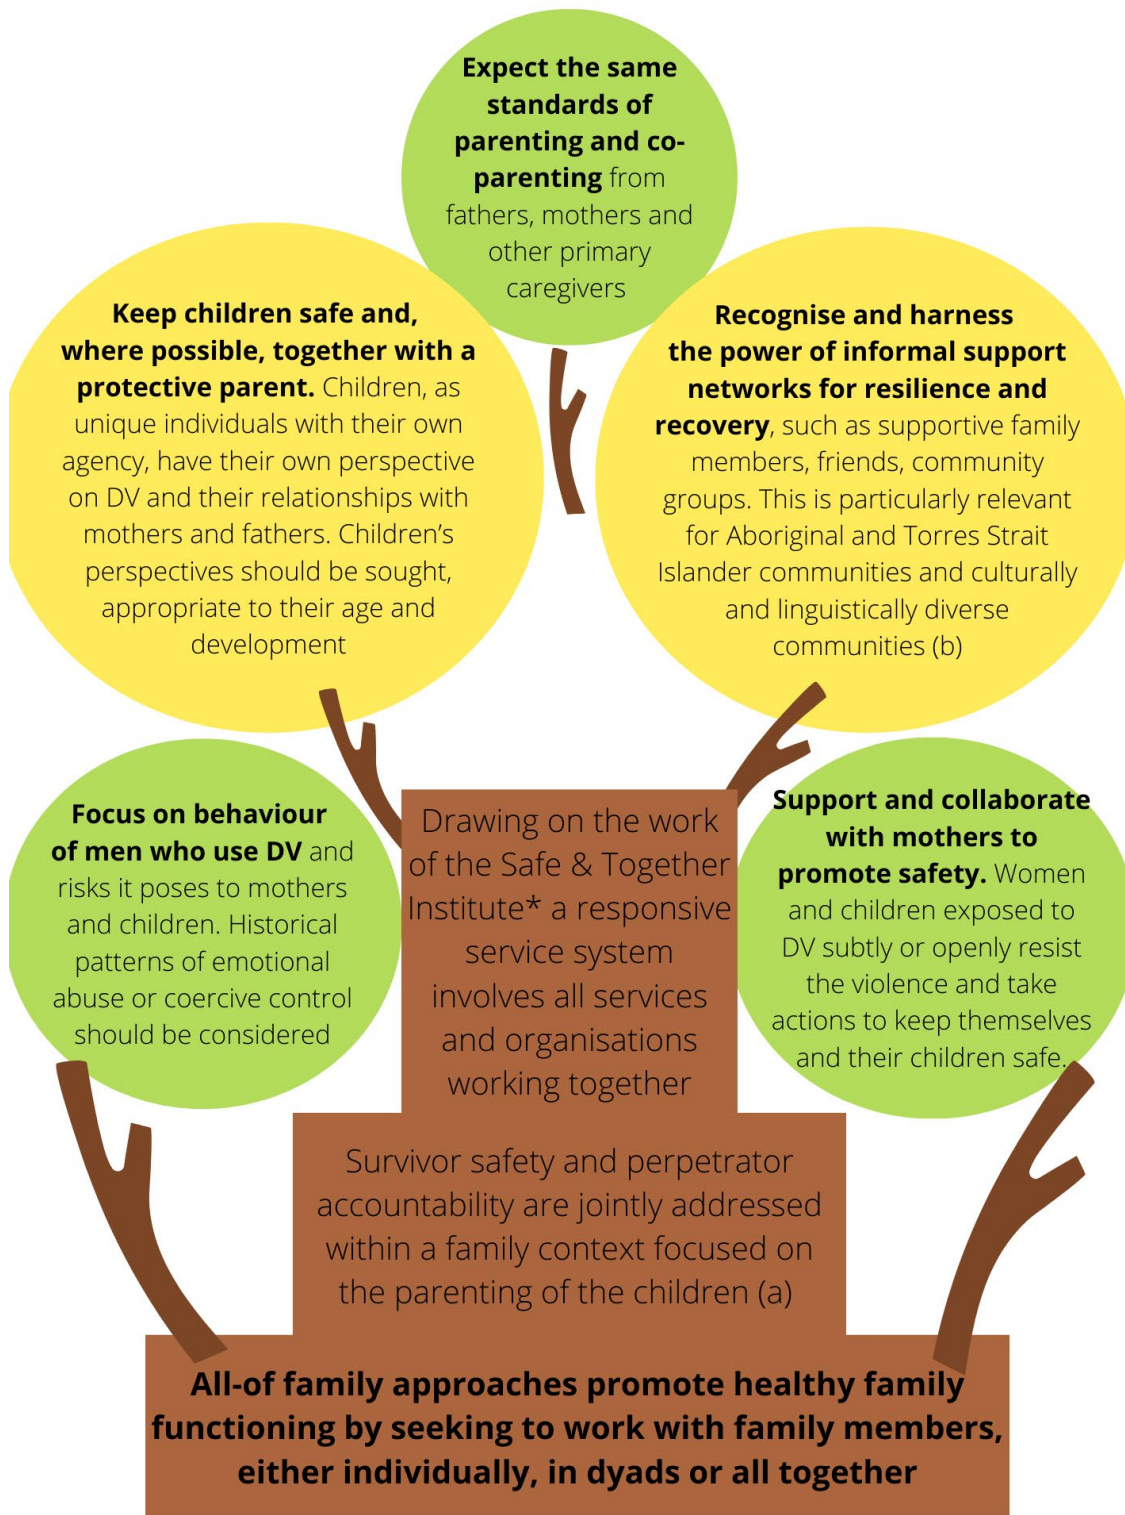 Expect the same
standards of
parenting and co-
parenting from
fathers, mothers and
other primary
caregivers
Keep children safe and,
where possible, together with a
protective parent. Children, as
unique individuals with their own
agency, have their own perspective
on DV and their relationships with
mothers and fathers. Children’s
perspectives should be sought,
appropriate to their age and
development
Recognise and harness
the power of informal support
networks for resilience and
recovery, such as supportive family
members, friends, community
groups. This is particularly relevant
for Aboriginal and Torres Strait
Islander communities and culturally
and linguistically diverse
communities (b)
Focus on behaviour
of men who use DV and
risks it poses to mothers
and children. Historical
patterns of emotional
abuse or coercive control
should be considered
Drawing on the work
of the Safe & Together
Institute* a responsive
service system
involves all services
and organisations
working together
Support and collaborate
with mothers to
promote safety. Women
and children exposed to
DV subtly or openly resist
the violence and take
actions to keep themselves
and their children safe.
Survivor safety and perpetrator
accountability are jointly addressed
within a family context focused on
the parenting of the children (a)
All-of family approaches promote healthy family
functioning by seeking to work with family members,
either individually, in dyads or all together